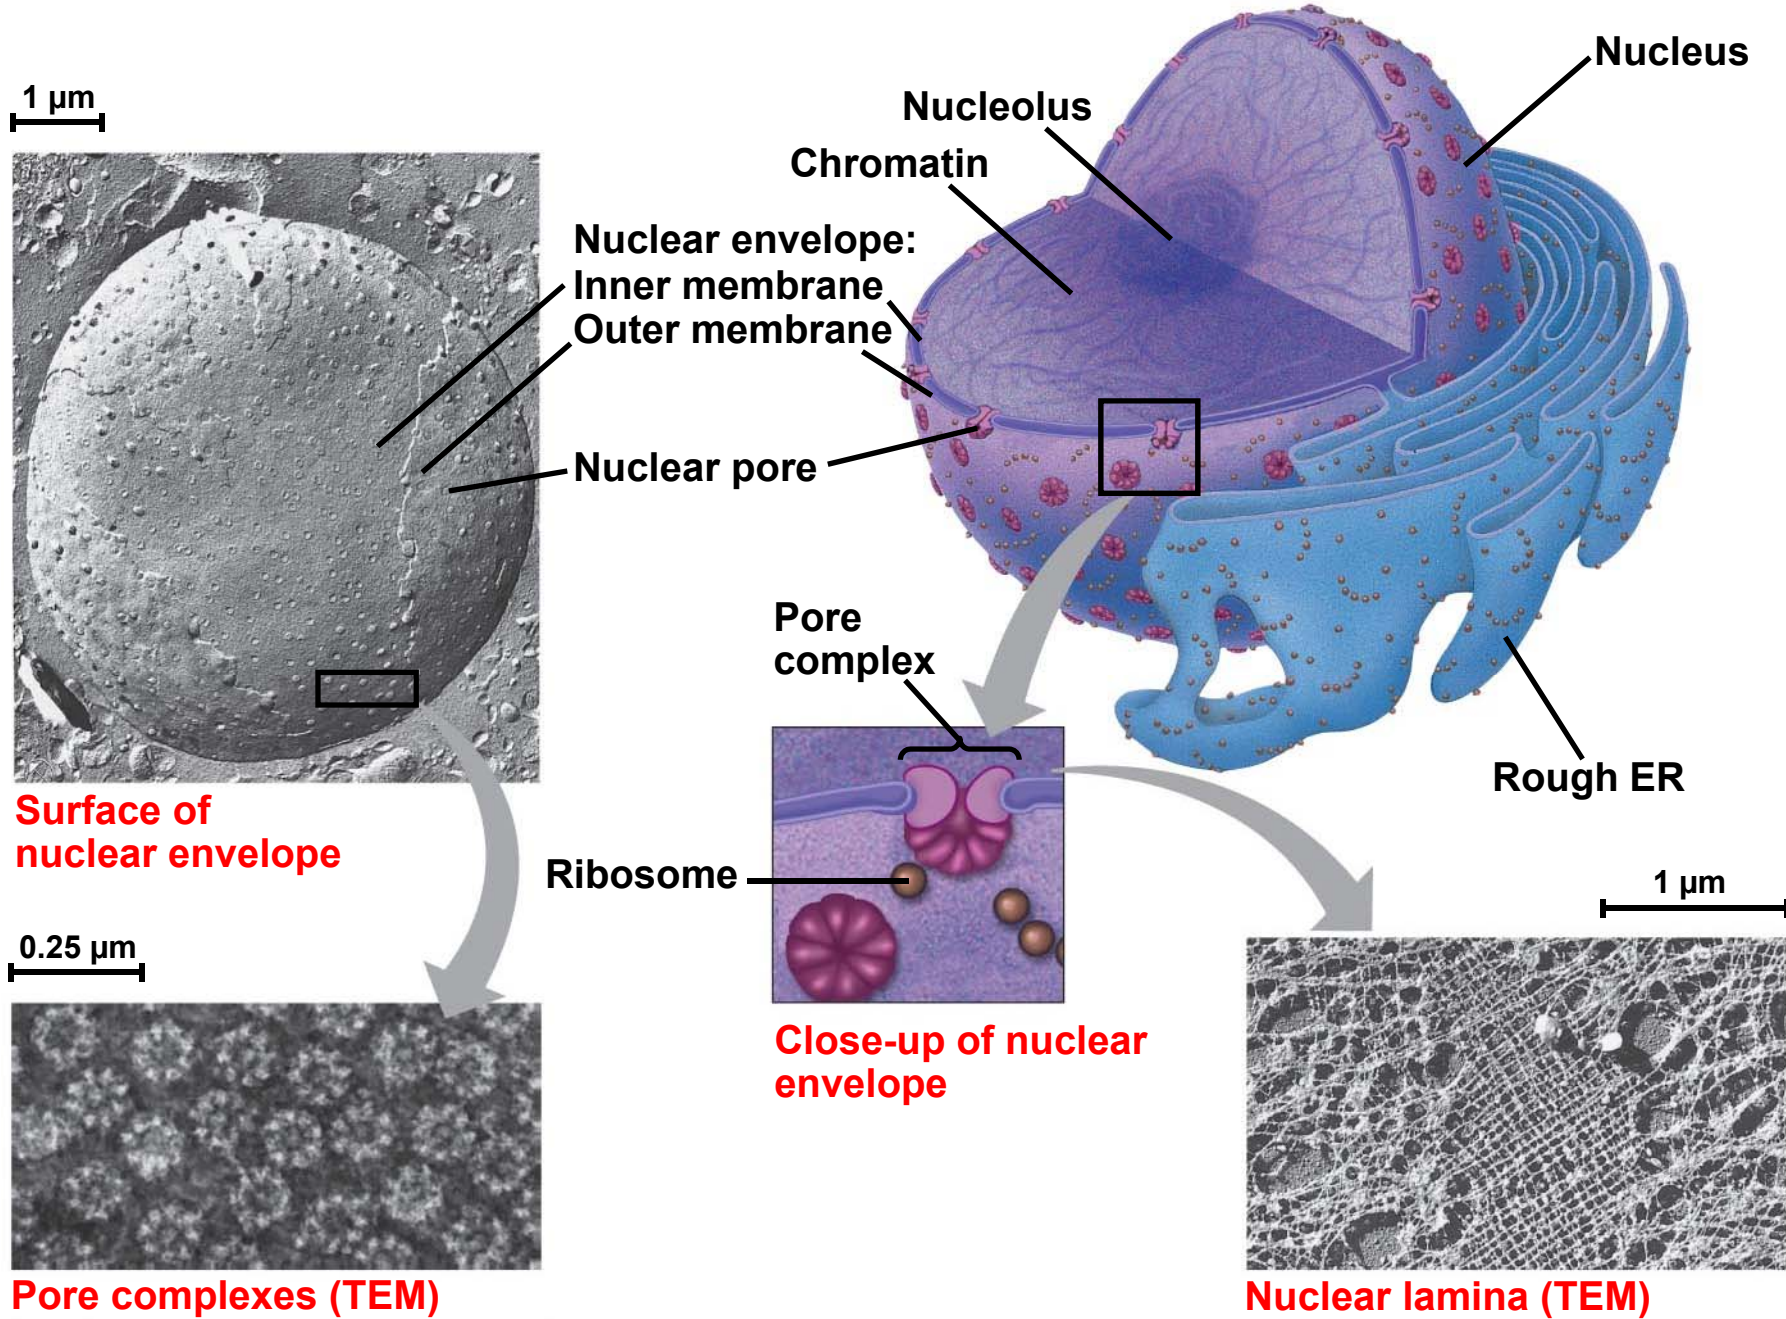 1 µm
Nucleus
Nucleolus
Chromatin
Nuclear envelope:
Inner membrane
Outer membrane
Nuclear pore
Pore
complex
Rough ER
Surface of
nuclear envelope
Ribosome
1 µm
0.25 µm
Close-up of nuclear
envelope
Pore complexes (TEM)
Nuclear lamina (TEM)